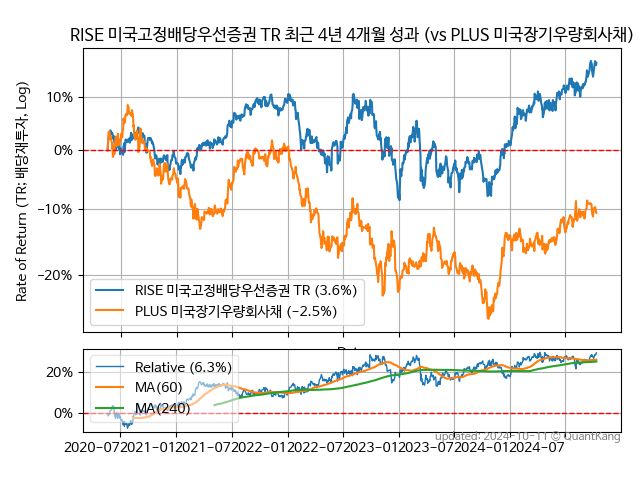 RISE 미국고정배당우선증권 TR 최근 4년 4개월 성과 (vs PLUS 미국장기우량회사채)
Rate of Return (TR: 배당재투자, Log)
10%
0%
−10%
−20%
RISE 미국고정배당우선증권 TR (3.6%)
PLUS 미국장기우량회사채 (−2.5%)
20%
0%
Relative (6.3%)
MA(60)
MA(240)
2020-07 2021-01 2021-07 2022-01 2022-07 2023-01 2023-07 2024-01 2024-07
updated: 2024-10-11 © QuantKang